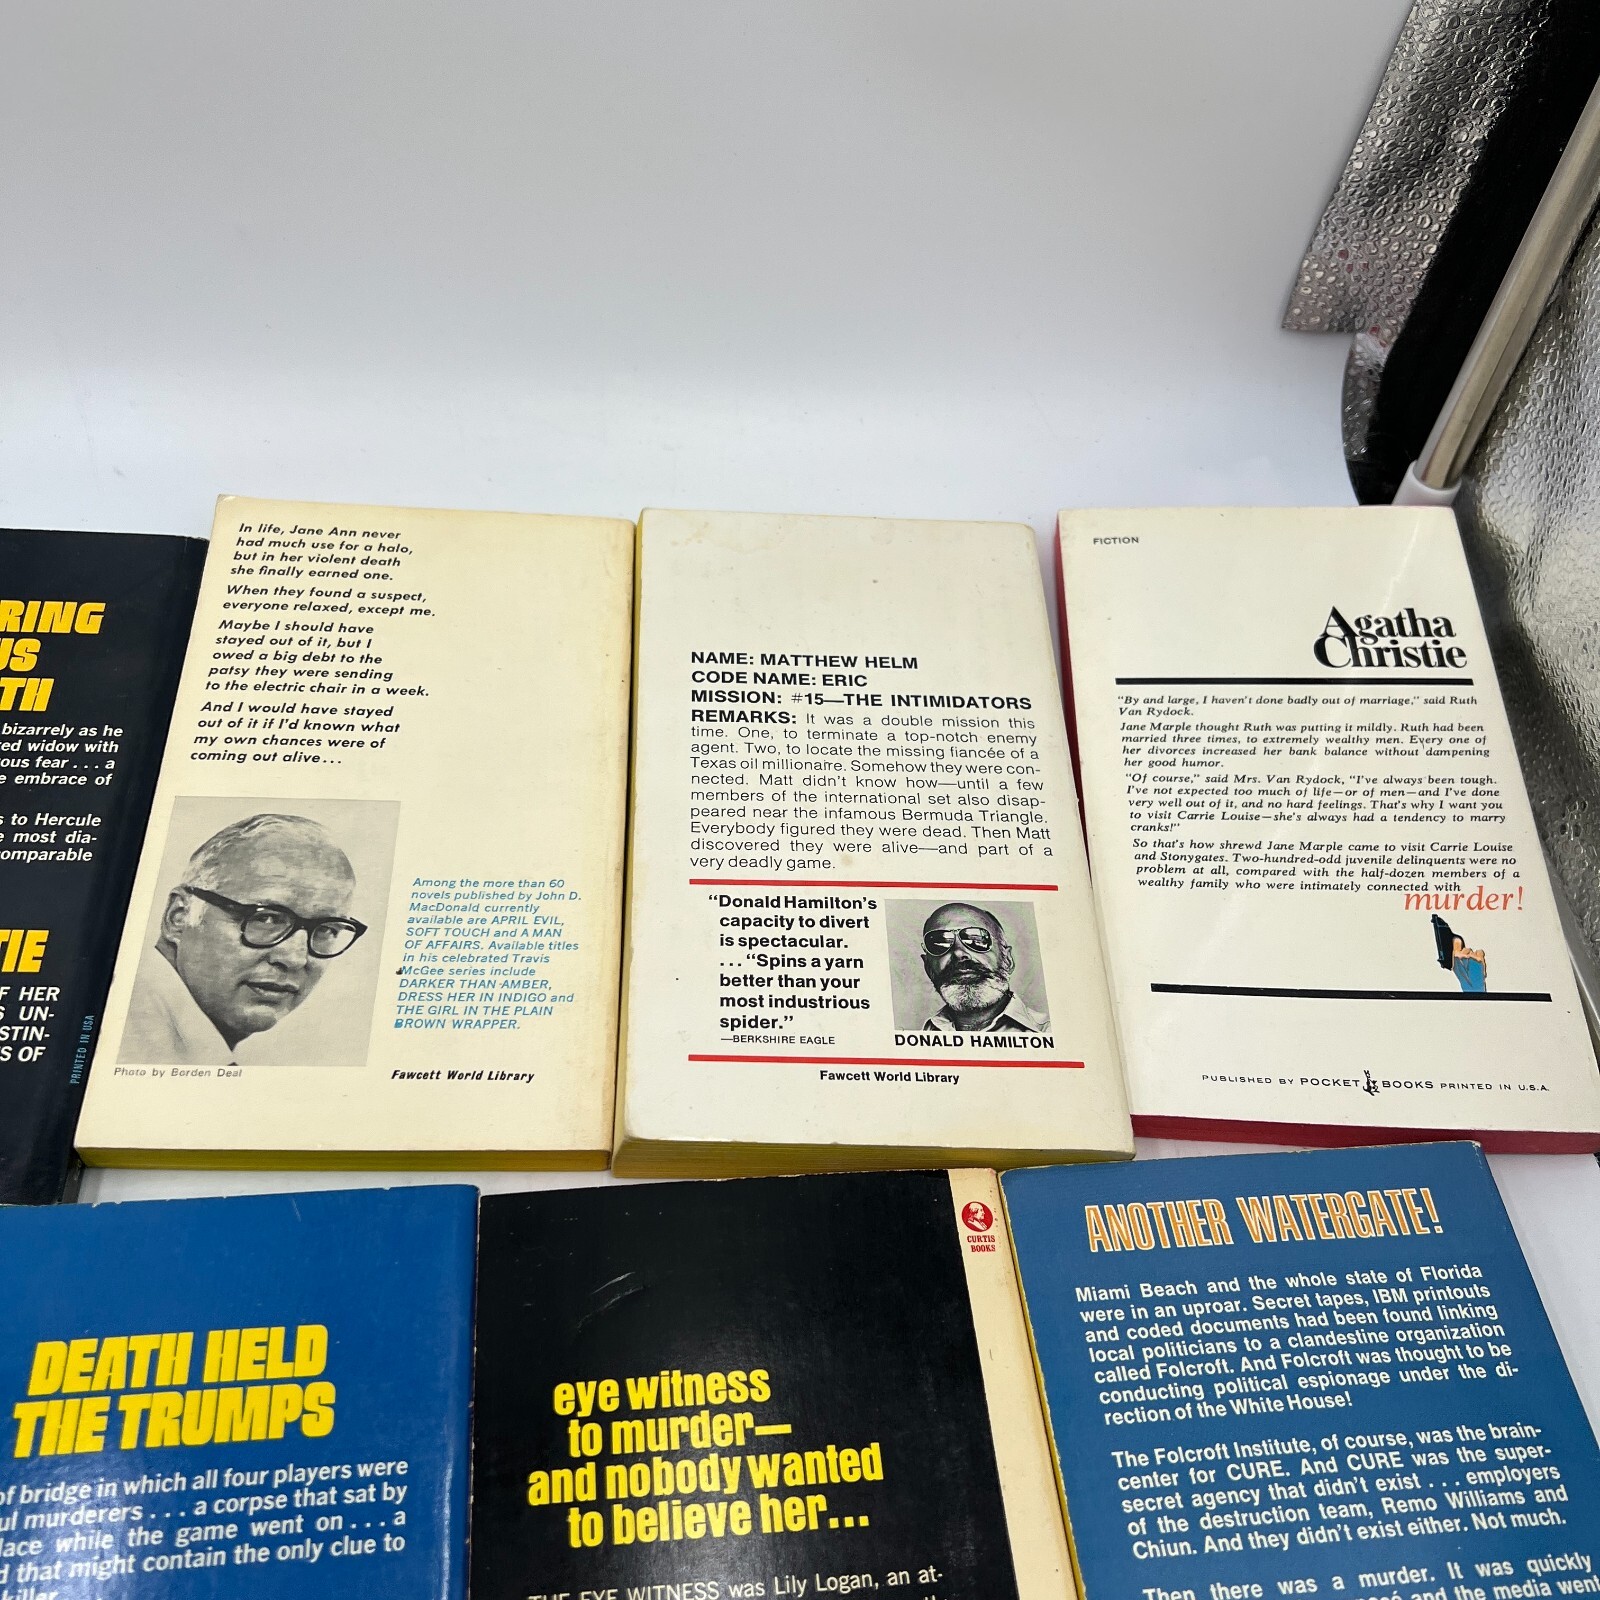 RING
US
TH
bizarrely as he
ed widow with
ous fear . . . a
e embrace of
s to Hercule
e most dia-
comparable
TIE
F HER
S UN-
STIN-
S OF
PRINTED IN USA
In life, Jane Ann never
had much use for a halo,
but in her violent death
she finally earned one.
When they found a suspect,
everyone relaxed, except me.
Maybe I should have
stayed out of it, but I
owed a big debt to the
patsy they were sending
to the electric chair in a week.
And I would have stayed
out of it if I'd known what
my own chances were of
coming out alive...
Among the more than 60
novels published by John D.
MacDonald currently
available are APRIL EVIL,
SOFT TOUCH and A MAN
OF AFFAIRS. Available titles
in his celebrated Travis
McGee series include
DARKER THAN AMBER,
DRESS HER IN INDIGO and
THE GIRL IN THE PLAIN
BROWN WRAPPER.
Photo by Borden Deal
Fawcett World Library
NAME: MATTHEW HELM
CODE NAME: ERIC
MISSION: #15—THE INTIMIDATORS
REMARKS: It was a double mission this
time. One, to terminate a top-notch enemy
agent. Two, to locate the missing fiancée of a
Texas oil millionaire. Somehow they were con-
nected. Matt didn't know how—until a few
members of the international set also disap-
peared near the infamous Bermuda Triangle.
Everybody figured they were dead. Then Matt
discovered they were alive—and part of a
very deadly game.
"Donald Hamilton's
capacity to divert
is spectacular.
... "Spins a yarn
better than your
most industrious
spider."
—BERKSHIRE EAGLE
DONALD HAMILTON
Fawcett World Library
FICTION
Agatha
Christie
"By and large, I haven't done badly out of marriage," said Ruth
Van Rydock.
Jane Marple thought Ruth was putting it mildly. Ruth had been
married three times, to extremely wealthy men. Every one of
her divorces increased her bank balance without dampening
her good humor.
"Of course," said Mrs. Van Rydock, "I've always been tough.
I've not expected too much of life—or of men—and I've done
very well out of it, and no hard feelings. That's why I want you
to visit Carrie Louise—she's always had a tendency to marry
cranks!"
So that's how shrewd Jane Marple came to visit Carrie Louise
and Stonygates. Two-hundred-odd juvenile delinquents were no
problem at all, compared with the half-dozen members of a
wealthy family who were intimately connected with
murder!
PUBLISHED BY POCKET BOOKS PRINTED IN U.S.A.
DEATH HELD
THE TRUMPS
of bridge in which all four players were
ul murderers . . . a corpse that sat by
lace while the game went on . . . a
d that might contain the only clue to
killer.
CURTIS
BOOKS
eye witness
to murder—
and nobody wanted
to believe her...
THE EYE WITNESS was Lily Logan, an at-
ANOTHER WATERGATE!
Miami Beach and the whole state of Florida
were in an uproar. Secret tapes, IBM printouts
and coded documents had been found linking
local politicians to a clandestine organization
called Folcroft. And Folcroft was thought to be
conducting political espionage under the di-
rection of the White House!
The Folcroft Institute, of course, was the brain-
center for CURE. And CURE was the super-
secret agency that didn't exist . . . employers
of the destruction team, Remo Williams and
Chiun. And they didn't exist either. Not much.
Then there was a murder. It was quickly
and the media went